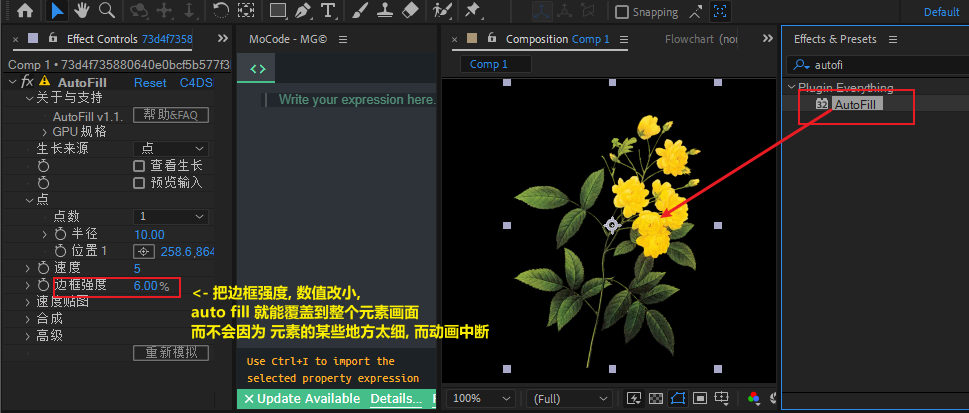 Snapping
Default
Effect Controls 73d4f7358
MoCode - MG©
Composition Comp 1
Flowchart (nor
Effects & Presets
Comp 1 • 73d4f735880640e0bcf5b577f3
Comp 1
autofi
fx AutoFill Reset C4DS
关于与支持
AutoFill v1.1. 帮助&FAQ
GPU 规格
生长来源 点
查看生长
预览输入
点
点数 1
半径 10.00
位置 1 258.6,864
速度 5
边框强度 6.00%
速度贴图
合成
高级
重新模拟
<>
Write your expression here.
Plugin Everything
32 AutoFill
<- 把边框强度, 数值改小,
auto fill 就能覆盖到整个元素画面
而不会因为 元素的某些地方太细, 而动画中断
Use Ctrl+I to import the
selected property expression
Update Available Details...
100%
(Full)